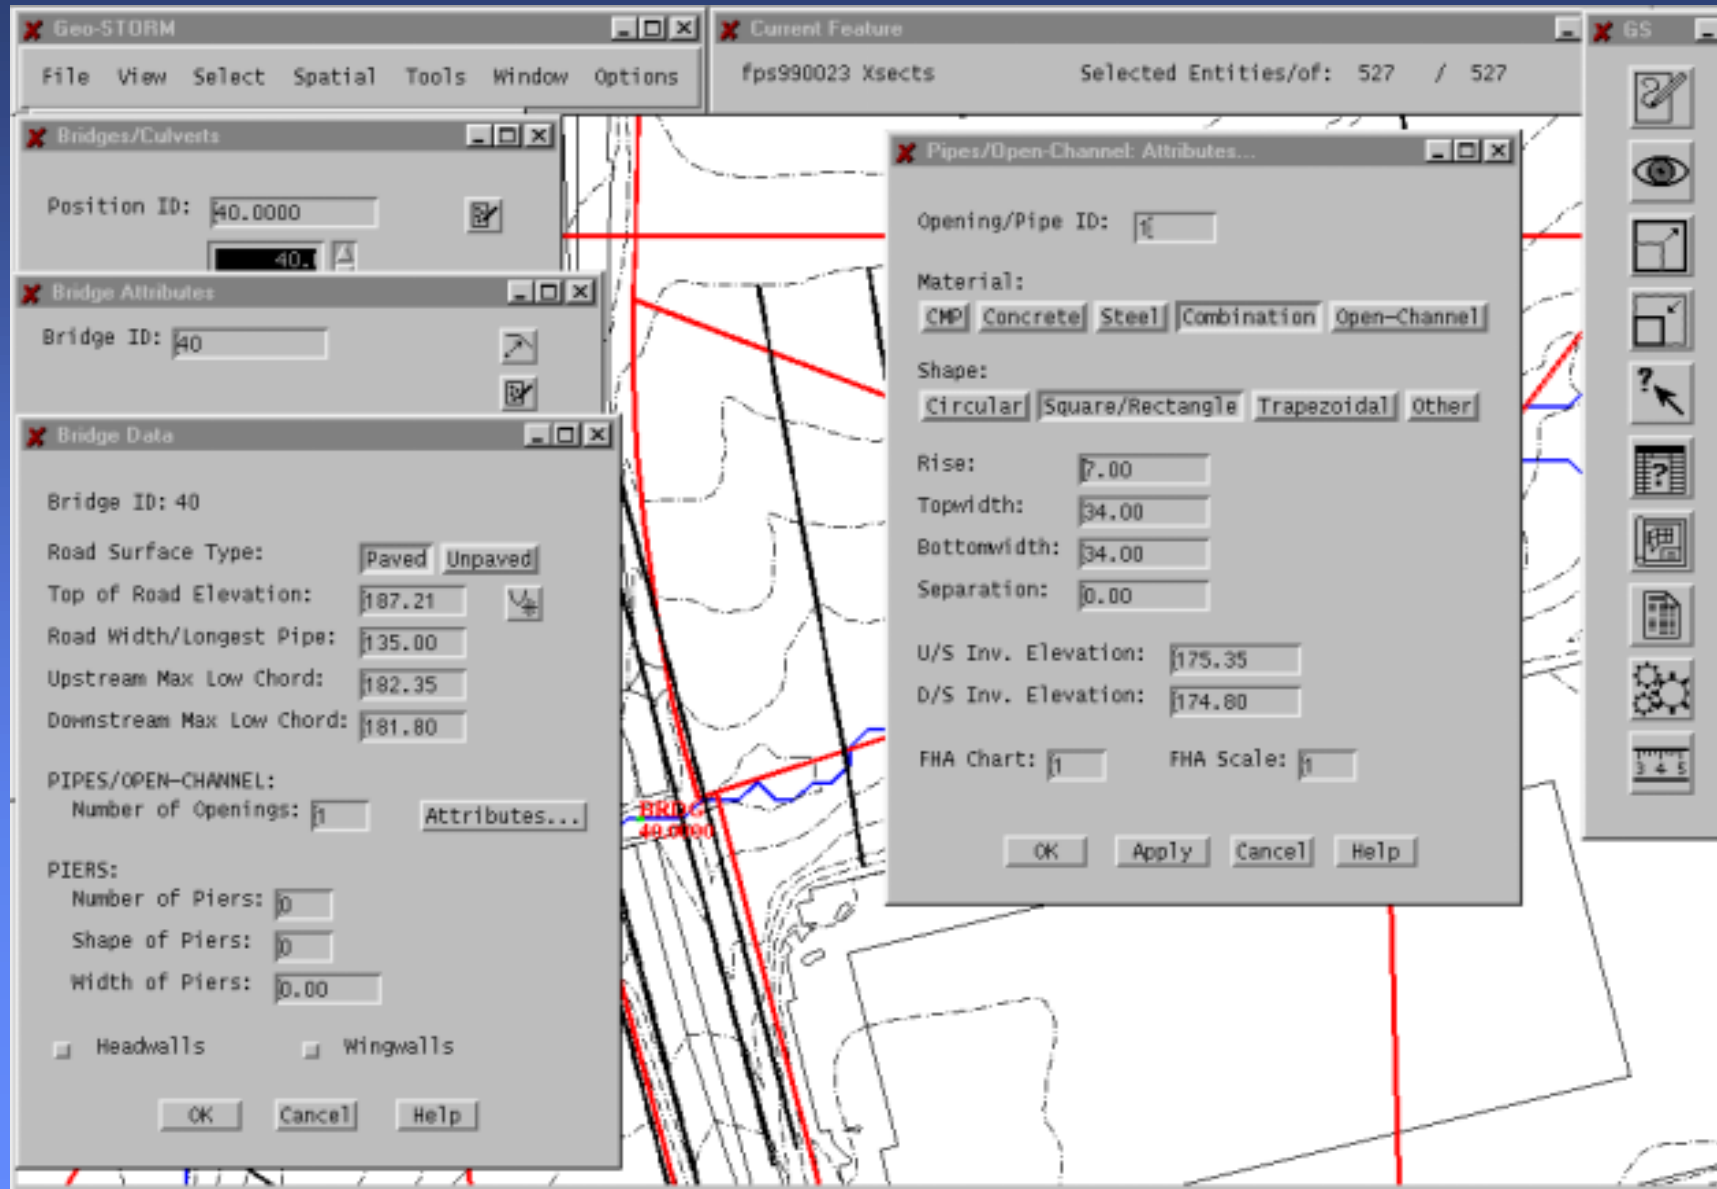 Geo-STORM
File View Select Spatial Tools Window Options
Current Feature
fps990023 Xsects Selected Entities/of: 527 / 527
GS
Bridges/Culverts
Position ID: 40.0000
40.
Bridge Attributes
Bridge ID: 40
Bridge Data
Bridge ID: 40
Road Surface Type: Paved Unpaved
Top of Road Elevation: 187.21
Road Width/Longest Pipe: 135.00
Upstream Max Low Chord: 182.35
Downstream Max Low Chord: 181.80
PIPES/OPEN-CHANNEL:
Number of Openings: 1 Attributes...
PIERS:
Number of Piers: 0
Shape of Piers: 0
Width of Piers: 0.00
Headwalls Wingwalls
OK Cancel Help
BRDG
40.0000
Pipes/Open-Channel: Attributes...
Opening/Pipe ID: 1
Material:
CMP Concrete Steel Combination Open-Channel
Shape:
Circular Square/Rectangle Trapezoidal Other
Rise: 7.00
Topwidth: 34.00
Bottomwidth: 34.00
Separation: 0.00
U/S Inv. Elevation: 175.35
D/S Inv. Elevation: 174.80
FHA Chart: 1 FHA Scale: 1
OK Apply Cancel Help
?
?
3 4 5